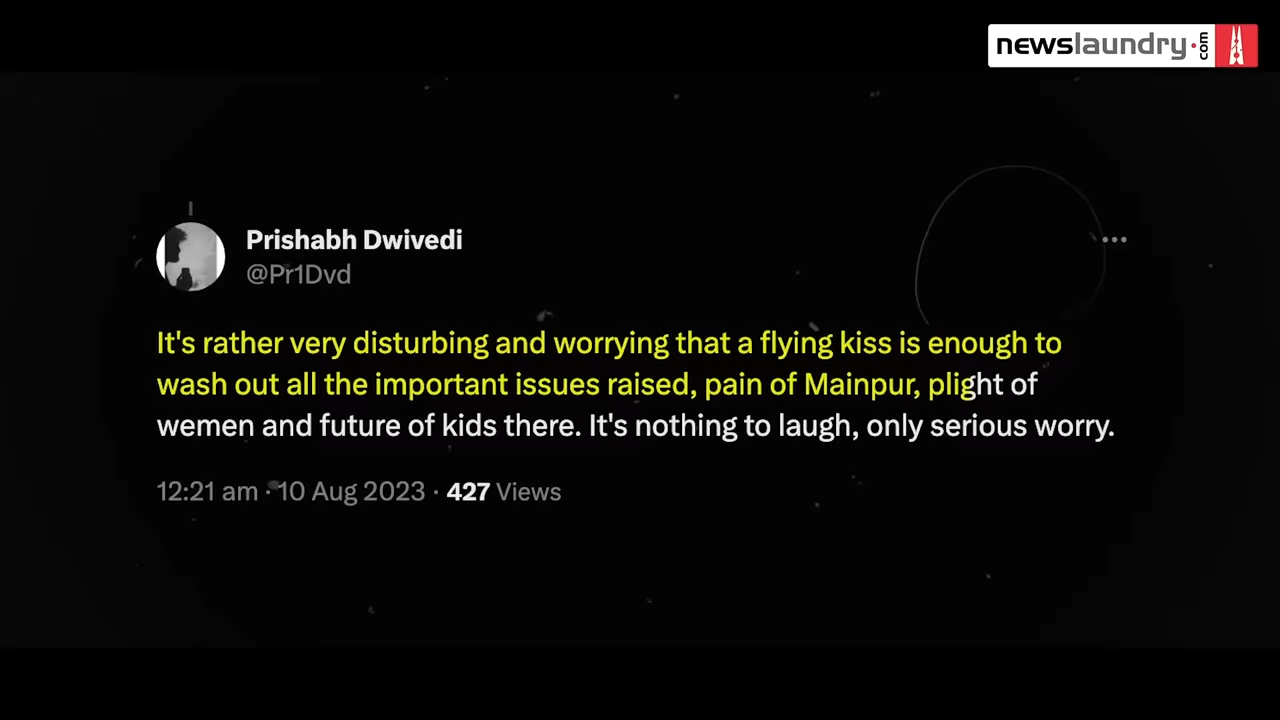 newslaundry.com
Prishabh Dwivedi
@Pr1Dvd
It's rather very disturbing and worrying that a flying kiss is enough to
wash out all the important issues raised, pain of Mainpur, plight of
wemen and future of kids there. It's nothing to laugh, only serious worry.
12:21 am · 10 Aug 2023 · 427 Views